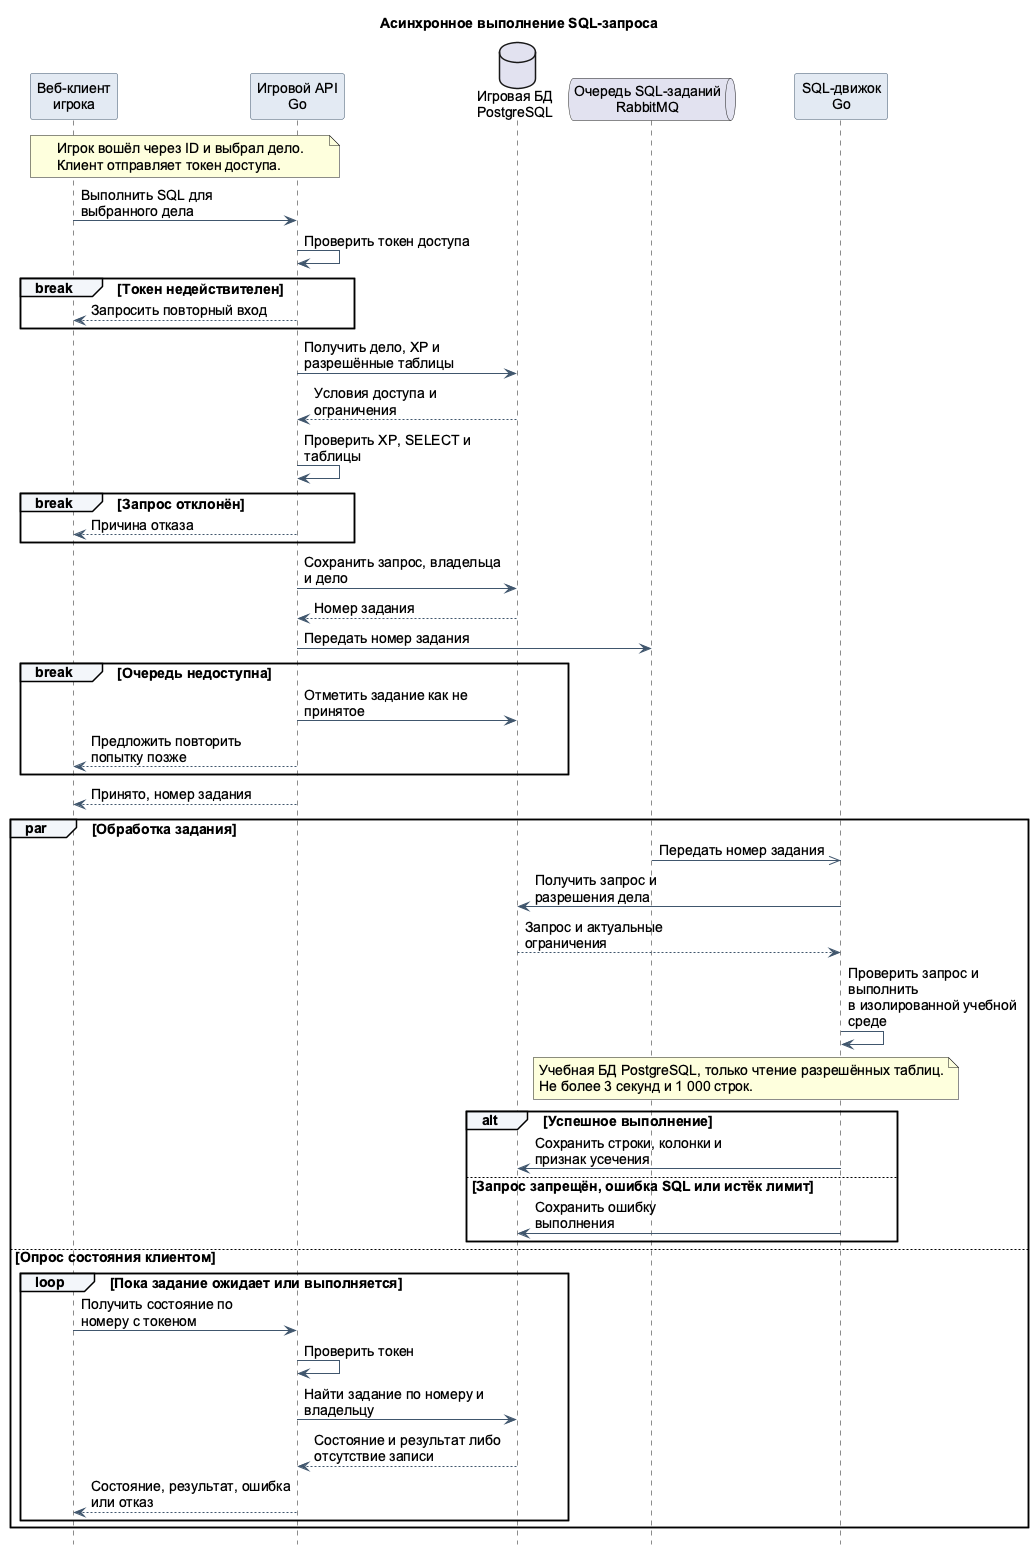 Асинхронное выполнение SQL-запроса
Веб-клиент
игрока
Игровой API
Go
Игровая БД
PostgreSQL
Очередь SQL-заданий
RabbitMQ
SQL-движок
Go
Игрок вошёл через ID и выбрал дело.
Клиент отправляет токен доступа.
Выполнить SQL для
выбранного дела
Проверить токен доступа
break
[Токен недействителен]
Запросить повторный вход
Получить дело, XP и
разрешённые таблицы
Условия доступа и
ограничения
Проверить XP, SELECT и
таблицы
break
[Запрос отклонён]
Причина отказа
Сохранить запрос, владельца
и дело
Номер задания
Передать номер задания
break
[Очередь недоступна]
Отметить задание как не
принятое
Предложить повторить
попытку позже
Принято, номер задания
par
[Обработка задания]
Передать номер задания
Получить запрос и
разрешения дела
Запрос и актуальные
ограничения
Проверить запрос и
выполнить
в изолированной учебной
среде
Учебная БД PostgreSQL, только чтение разрешённых таблиц.
Не более 3 секунд и 1 000 строк.
alt
[Успешное выполнение]
Сохранить строки, колонки и
признак усечения
[Запрос запрещён, ошибка SQL или истёк лимит]
Сохранить ошибку
выполнения
[Опрос состояния клиентом]
loop
[Пока задание ожидает или выполняется]
Получить состояние по
номеру с токеном
Проверить токен
Найти задание по номеру и
владельцу
Состояние и результат либо
отсутствие записи
Состояние, результат, ошибка
или отказ